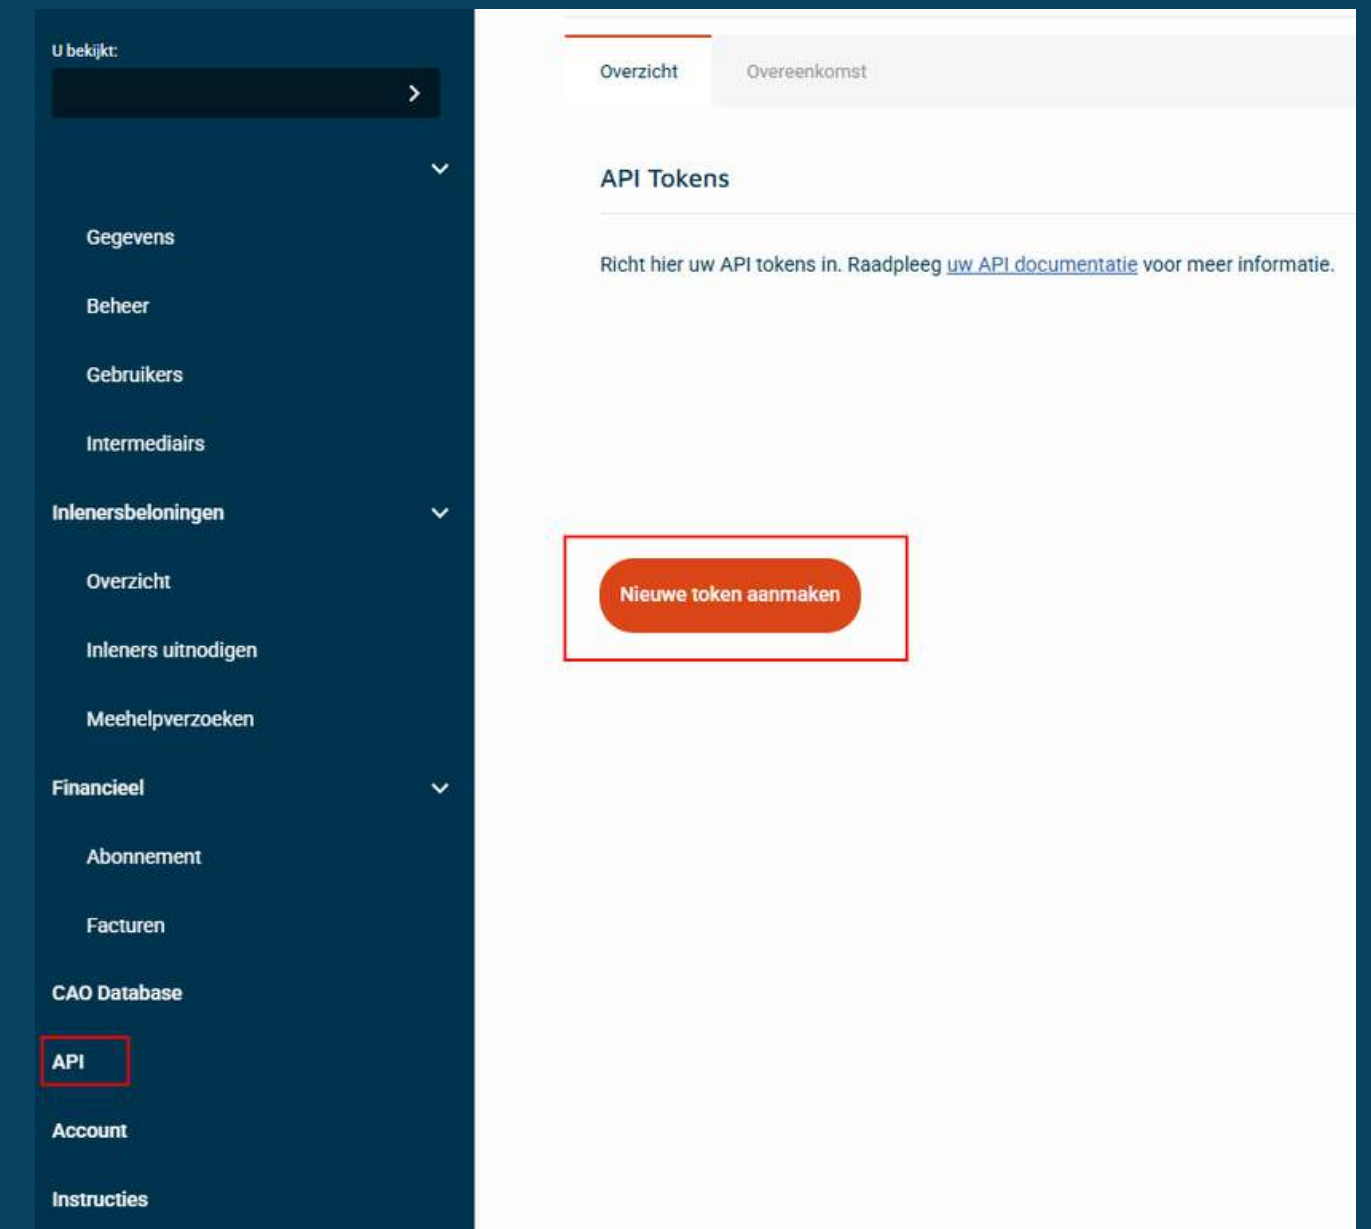 U bekijkt:
Gegevens
Beheer
Gebruikers
Intermediairs
Inlenersbeloningen
Overzicht
Inleners uitnodigen
Meehelpverzoeken
Financieel
Abonnement
Facturen
CAO Database
API
Account
Instructies
Overzicht
Overeenkomst
API Tokens
Richt hier uw API tokens in. Raadpleeg uw API documentatie voor meer informatie.
Nieuwe token aanmaken